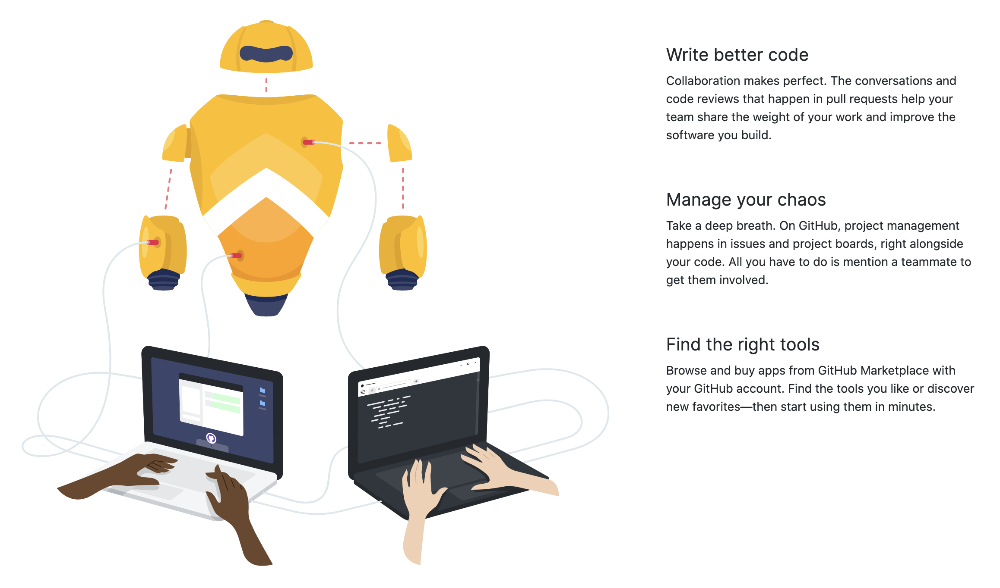 Write better code
Collaboration makes perfect. The conversations and
code reviews that happen in pull requests help your
team share the weight of your work and improve the
software you build.
Manage your chaos
Take a deep breath. On GitHub, project management
happens in issues and project boards, right alongside
your code. All you have to do is mention a teammate to
get them involved.
Find the right tools
Browse and buy apps from GitHub Marketplace with
your GitHub account. Find the tools you like or discover
new favorites—then start using them in minutes.